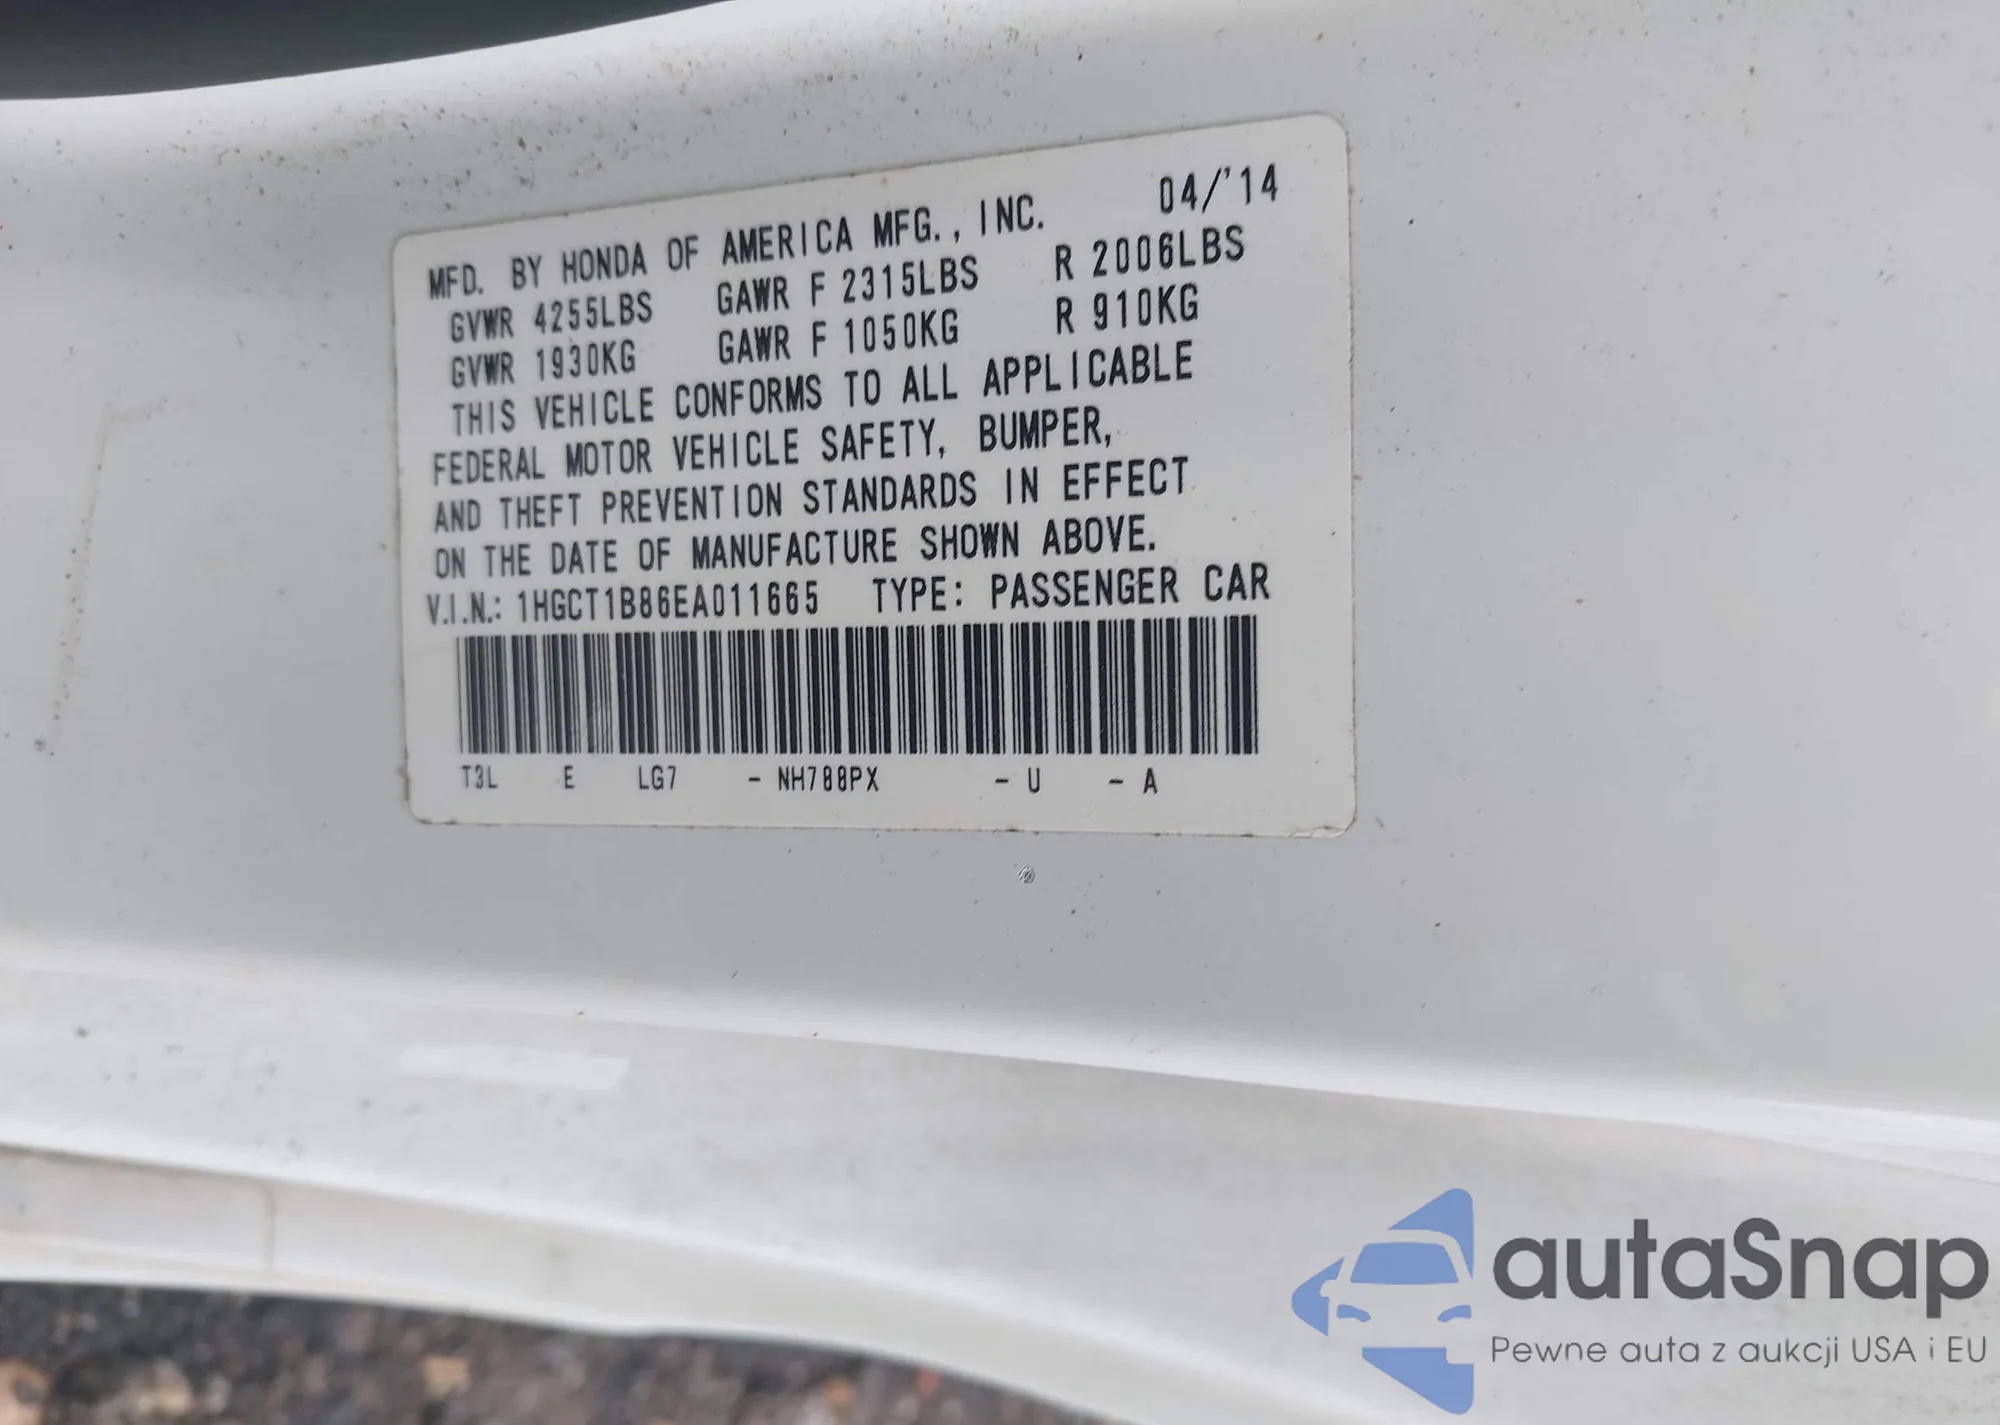 MFD. BY HONDA OF AMERICA MFG., INC. 04/'14
GVWR 4255LBS GAWR F 2315LBS R 2006LBS
GVWR 1930KG GAWR F 1050KG R 910KG
THIS VEHICLE CONFORMS TO ALL APPLICABLE
FEDERAL MOTOR VEHICLE SAFETY, BUMPER,
AND THEFT PREVENTION STANDARDS IN EFFECT
ON THE DATE OF MANUFACTURE SHOWN ABOVE.
V.I.N.: 1HGCT1B86EA011665 TYPE: PASSENGER CAR
T3L E LG7 - NH788PX - U - A
autaSnap
Pewne auta z aukcji USA i EU